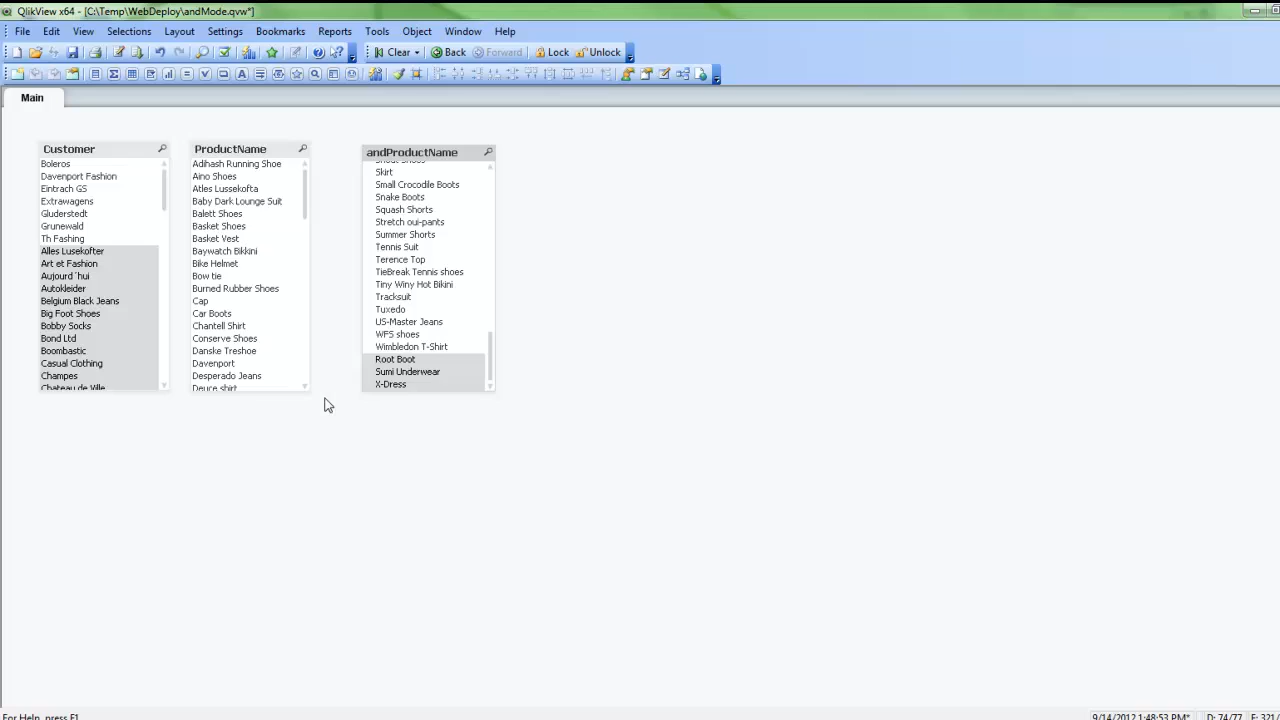 QlikView x64 - [C:\Temp\WebDeploy\andMode.qvw*]
File Edit View Selections Layout Settings Bookmarks Reports Tools Object Window Help
Clear Back Forward Lock Unlock
Main
Customer
Boleros
Davenport Fashion
Eintrach GS
Extrawagens
Gluderstedt
Grunewald
Th Fashing
Alles Lusekofter
Art et Fashion
Aujourd´hui
Autokleider
Belgium Black Jeans
Big Foot Shoes
Bobby Socks
Bond Ltd
Boombastic
Casual Clothing
Champes
Chateau de Ville
ProductName
Adihash Running Shoe
Aino Shoes
Atles Lussekofta
Baby Dark Lounge Suit
Balett Shoes
Basket Shoes
Basket Vest
Baywatch Bikkini
Bike Helmet
Bow tie
Burned Rubber Shoes
Cap
Car Boots
Chantell Shirt
Conserve Shoes
Danske Treshoe
Davenport
Desperado Jeans
Deuce shirt
andProductName
Skirt
Small Crocodile Boots
Snake Boots
Squash Shorts
Stretch oui-pants
Summer Shorts
Tennis Suit
Terence Top
TieBreak Tennis shoes
Tiny Winy Hot Bikini
Tracksuit
Tuxedo
US-Master Jeans
WFS shoes
Wimbledon T-Shirt
Root Boot
Sumi Underwear
X-Dress
For Help, press F1
9/14/2012 1:48:53 PM* D: 74/77 F: 321/